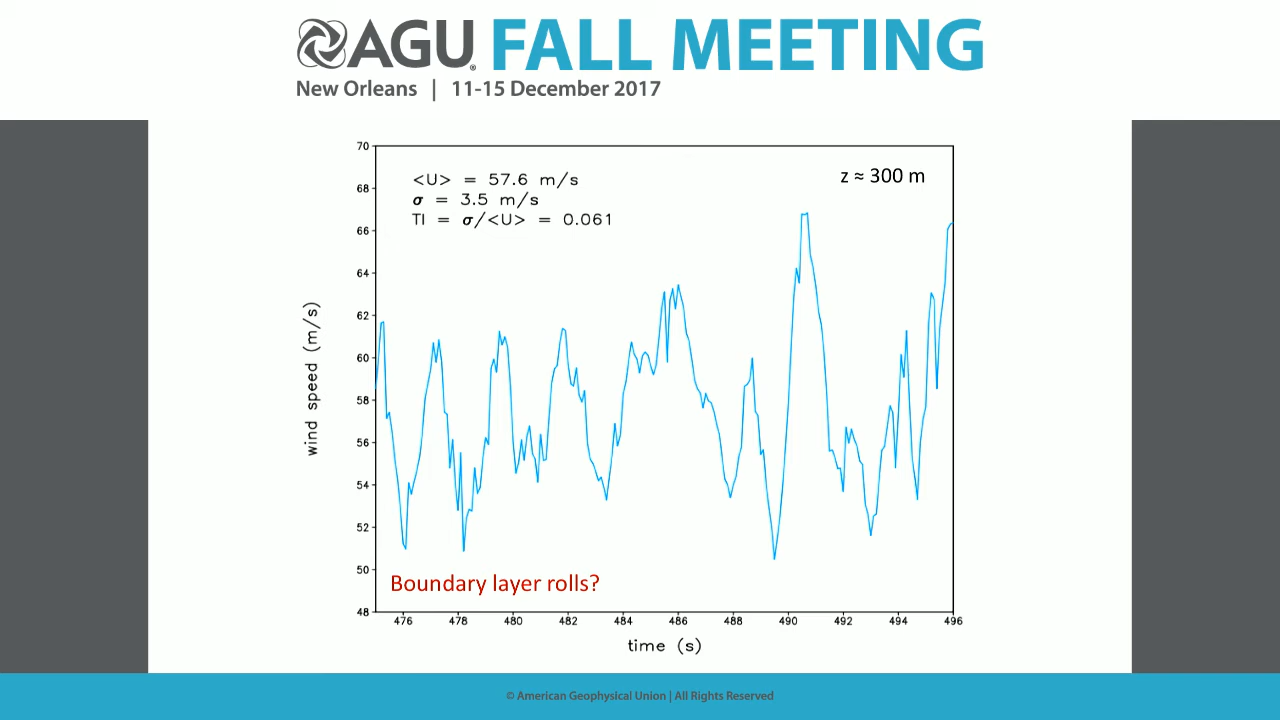 AGU FALL MEETING
New Orleans | 11-15 December 2017
<U> = 57.6 m/s
σ = 3.5 m/s
TI = σ/<U> = 0.061
z ≈ 300 m
70
68
66
64
62
60
58
56
54
52
50
48
wind speed (m/s)
Boundary layer rolls?
476 478 480 482 484 486 488 490 492 494 496
time (s)
© American Geophysical Union | All Rights Reserved